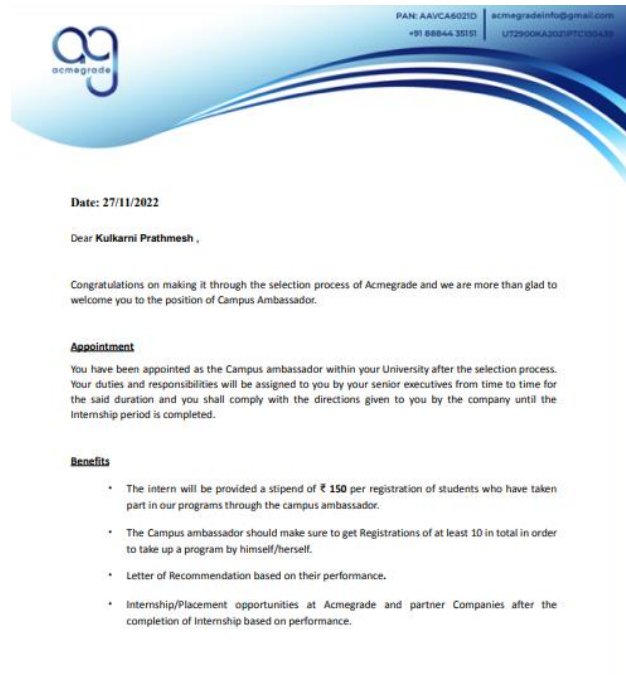 PAN: AAVCA6021D
acmegradeinfo@gmail.com
+91 88844 35151
ag
acmegrade
Date: 27/11/2022
Dear Kulkarni Prathmesh ,
Congratulations on making it through the selection process of Acmegrade and we are more than glad to
welcome you to the position of Campus Ambassador.
Appointment
You have been appointed as the Campus ambassador within your University after the selection process.
Your duties and responsibilities will be assigned to you by your senior executives from time to time for
the said duration and you shall comply with the directions given to you by the company until the
Internship period is completed.
Benefits
· The intern will be provided a stipend of ₹ 150 per registration of students who have taken
part in our programs through the campus ambassador.
· The Campus ambassador should make sure to get Registrations of at least 10 in total in order
to take up a program by himself/herself.
· Letter of Recommendation based on their performance.
· Internship/Placement opportunities at Acmegrade and partner Companies after the
completion of Internship based on performance.